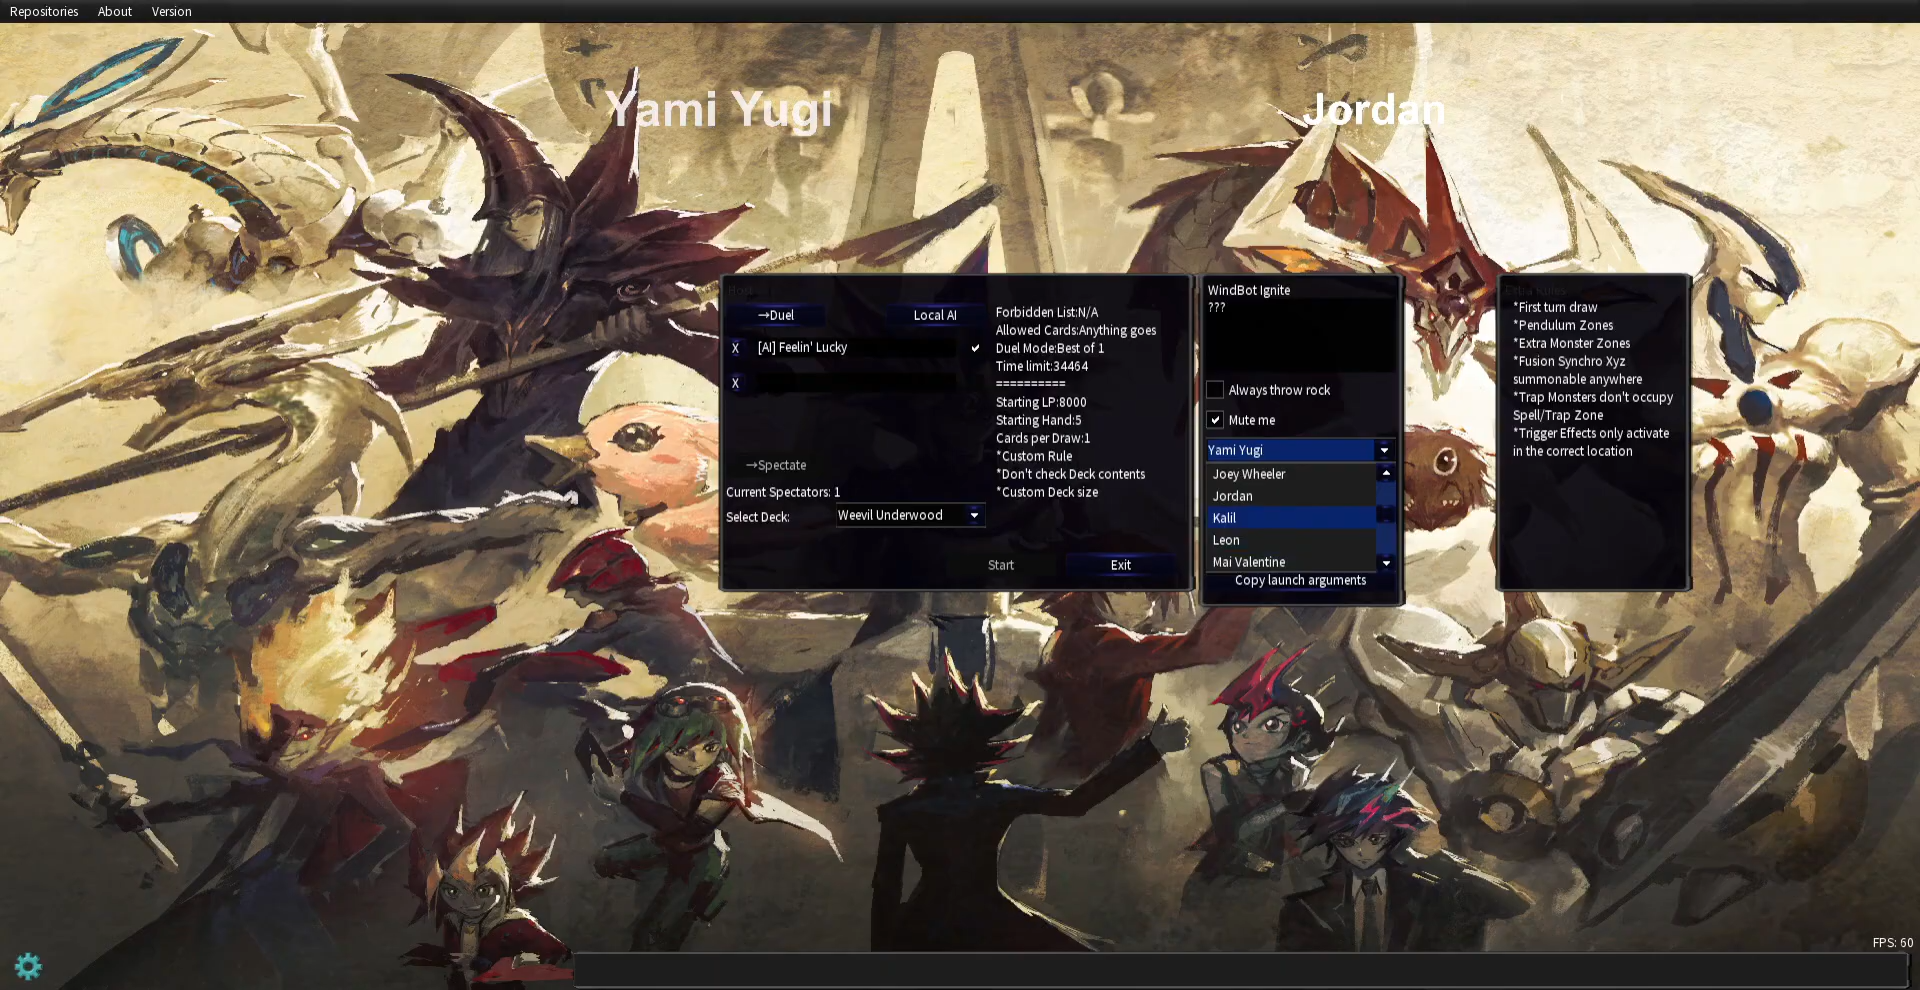 Repositories About Version
Yami Yugi
Jordan
Host
→Duel
Local AI
X [AI] Feelin' Lucky
X
→Spectate
Current Spectators: 1
Select Deck: Weevil Underwood
Forbidden List:N/A
Allowed Cards:Anything goes
Duel Mode:Best of 1
Time limit:34464
==========
Starting LP:8000
Starting Hand:5
Cards per Draw:1
*Custom Rule
*Don't check Deck contents
*Custom Deck size
Start
Exit
WindBot Ignite
???
Always throw rock
Mute me
Yami Yugi
Joey Wheeler
Jordan
Kalil
Leon
Mai Valentine
Copy launch arguments
Extra Rules
*First turn draw
*Pendulum Zones
*Extra Monster Zones
*Fusion Synchro Xyz
summonable anywhere
*Trap Monsters don't occupy
Spell/Trap Zone
*Trigger Effects only activate
in the correct location
FPS: 60